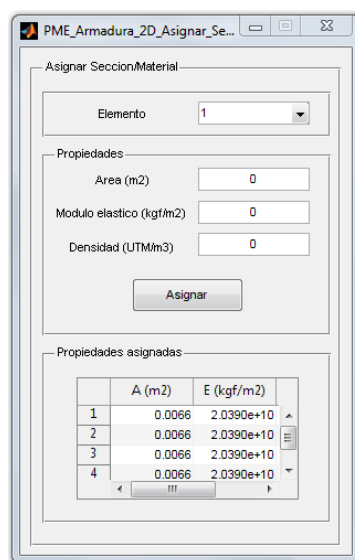 PME_Armadura_2D_Asignar_Se...
Asignar Seccion/Material
Elemento 1
Propiedades
Area (m2) 0
Modulo elastico (kgf/m2) 0
Densidad (UTM/m3) 0
Asignar
Propiedades asignadas
A (m2) E (kgf/m2)
1 0.0066 2.0390e+10
2 0.0066 2.0390e+10
3 0.0066 2.0390e+10
4 0.0066 2.0390e+10